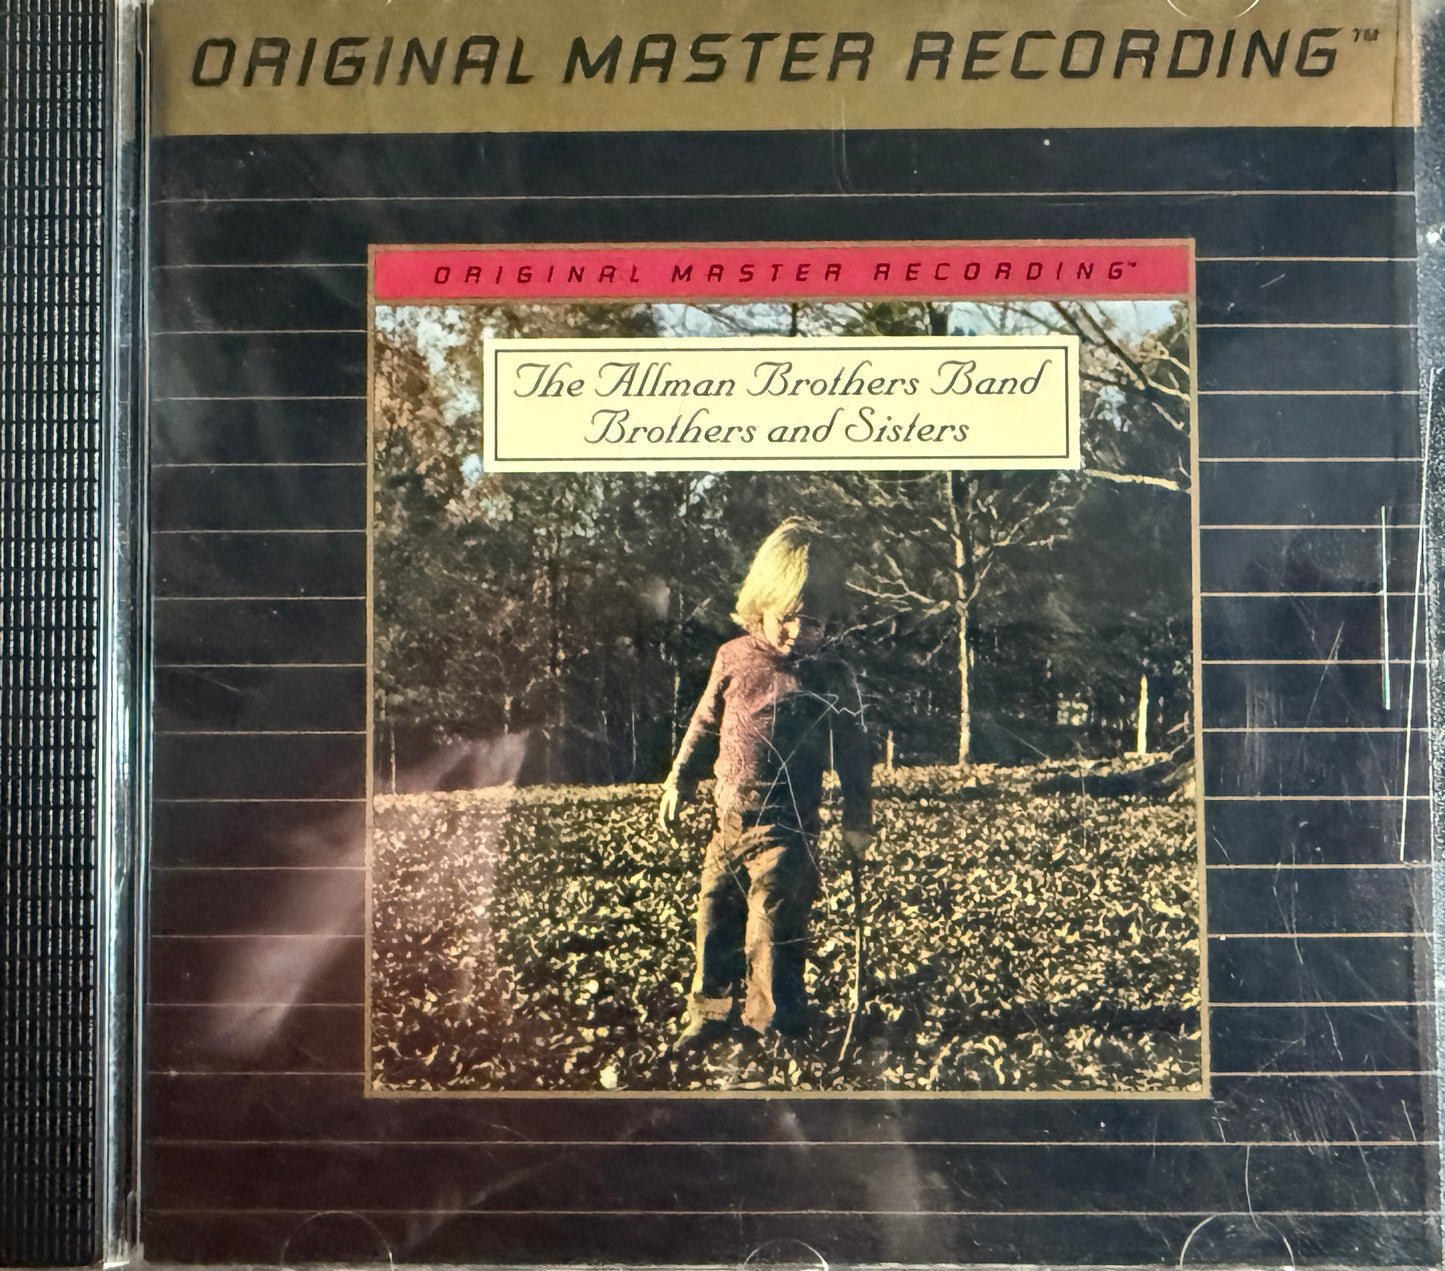 ORIGINAL MASTER RECORDING™
ORIGINAL MASTER RECORDING™
The Allman Brothers Band
Brothers and Sisters